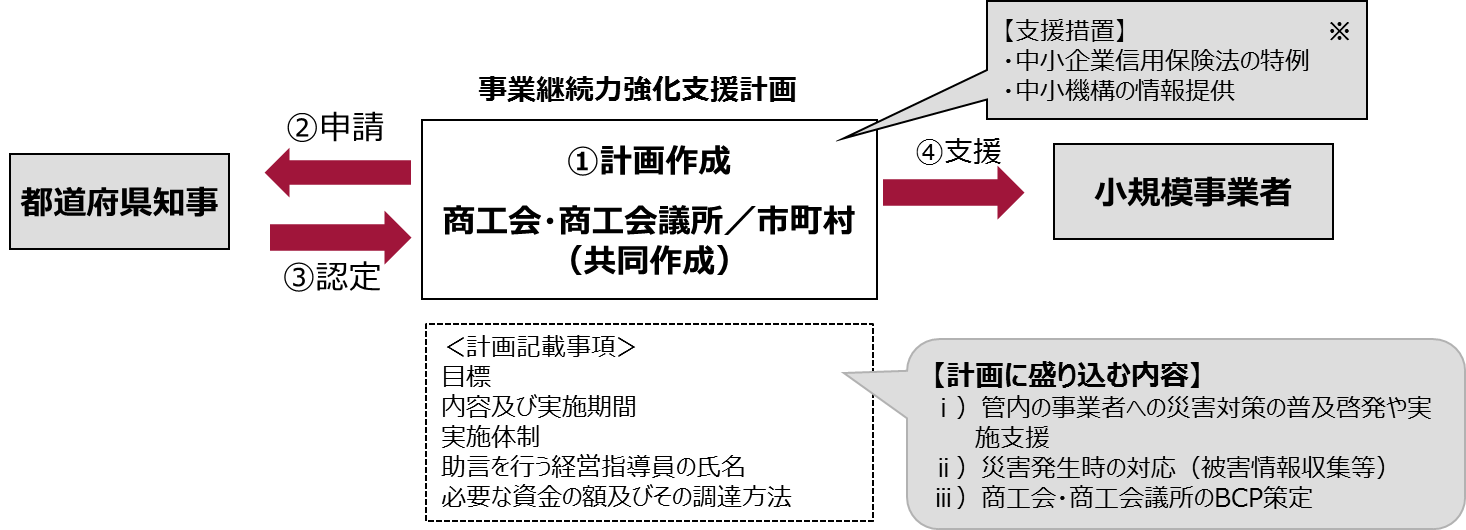 【支援措置】 ※
・中小企業信用保険法の特例
・中小機構の情報提供
事業継続力強化支援計画
②申請
①計画作成
④支援
都道府県知事
商工会・商工会議所／市町村
（共同作成）
小規模事業者
③認定
＜計画記載事項＞
目標
内容及び実施期間
実施体制
助言を行う経営指導員の氏名
必要な資金の額及びその調達方法
【計画に盛り込む内容】
ⅰ）管内の事業者への災害対策の普及啓発や実
施支援
ⅱ）災害発生時の対応（被害情報収集等）
ⅲ）商工会・商工会議所のBCP策定